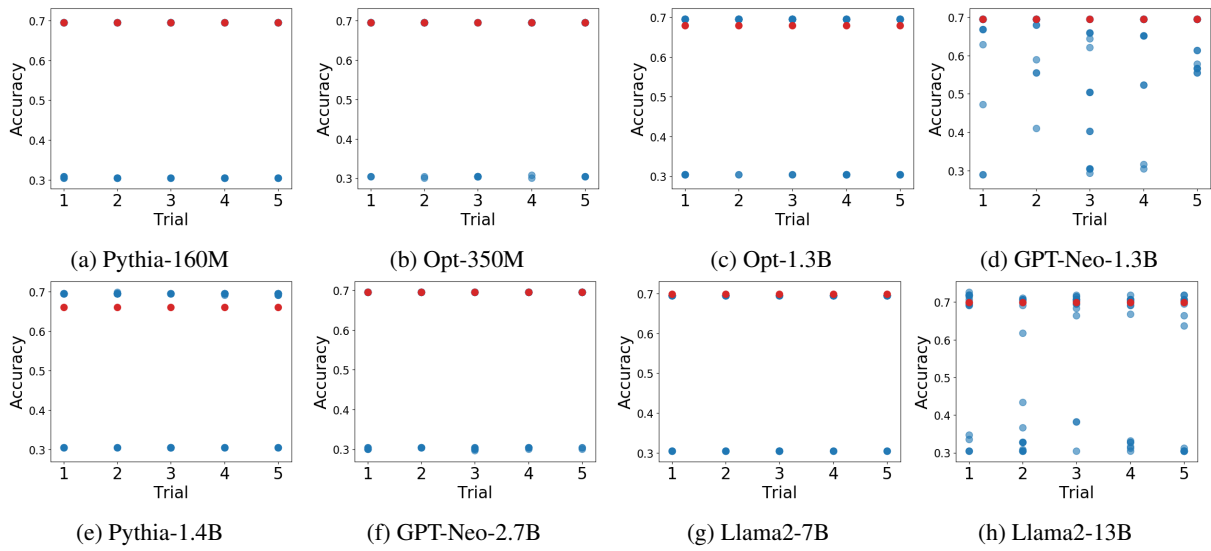 Accuracy
0.7
0.6
0.5
0.4
0.3
1 2 3 4 5
Trial
(a) Pythia-160M
Accuracy
0.7
0.6
0.5
0.4
0.3
1 2 3 4 5
Trial
(b) Opt-350M
Accuracy
0.7
0.6
0.5
0.4
0.3
1 2 3 4 5
Trial
(c) Opt-1.3B
Accuracy
0.7
0.6
0.5
0.4
0.3
1 2 3 4 5
Trial
(d) GPT-Neo-1.3B
Accuracy
0.7
0.6
0.5
0.4
0.3
1 2 3 4 5
Trial
(e) Pythia-1.4B
Accuracy
0.7
0.6
0.5
0.4
0.3
1 2 3 4 5
Trial
(f) GPT-Neo-2.7B
Accuracy
0.7
0.6
0.5
0.4
0.3
1 2 3 4 5
Trial
(g) Llama2-7B
Accuracy
0.7
0.6
0.5
0.4
0.3
1 2 3 4 5
Trial
(h) Llama2-13B